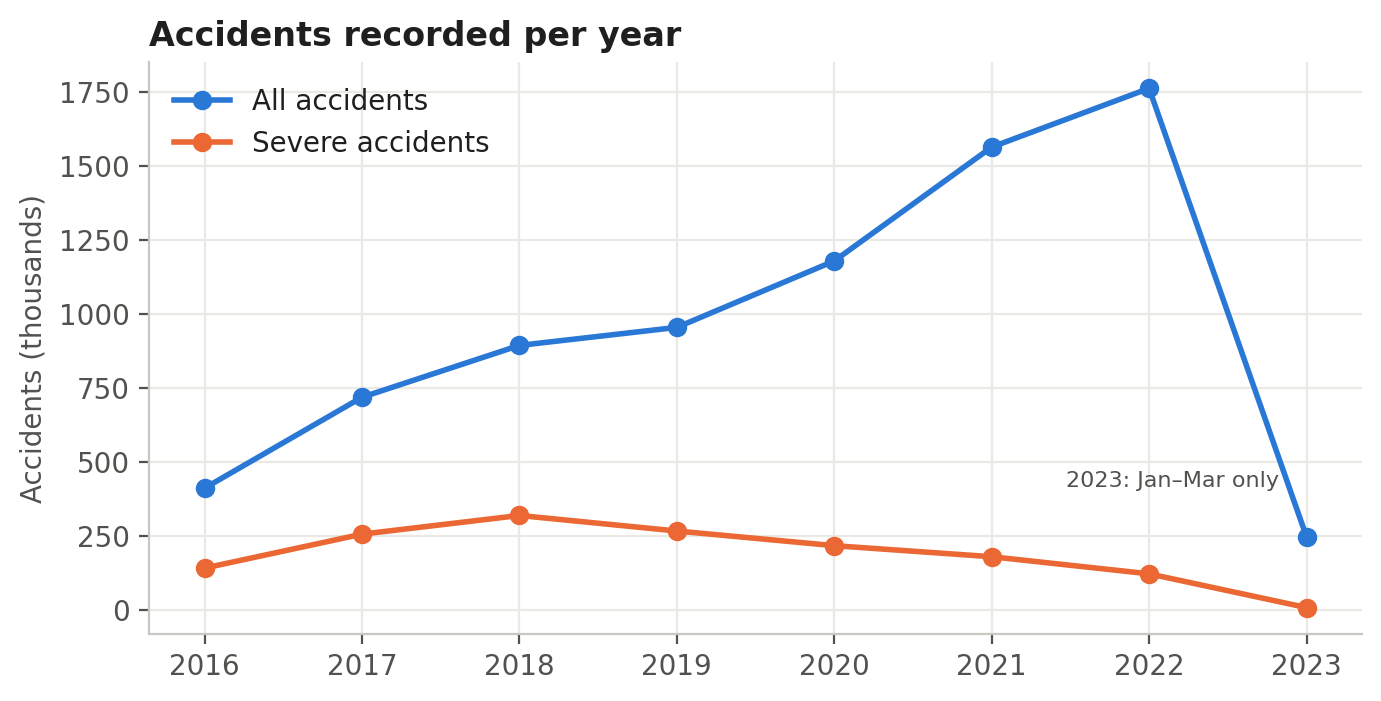 Accidents recorded per year
Accidents (thousands)
1750
1500
1250
1000
750
500
250
0
All accidents
Severe accidents
2023: Jan–Mar only
2016 2017 2018 2019 2020 2021 2022 2023